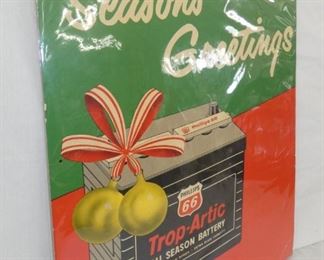 Seasons
Greetings
phillips 66
PHILLIPS
66
Trop-Artic
ALL SEASON BATTERY